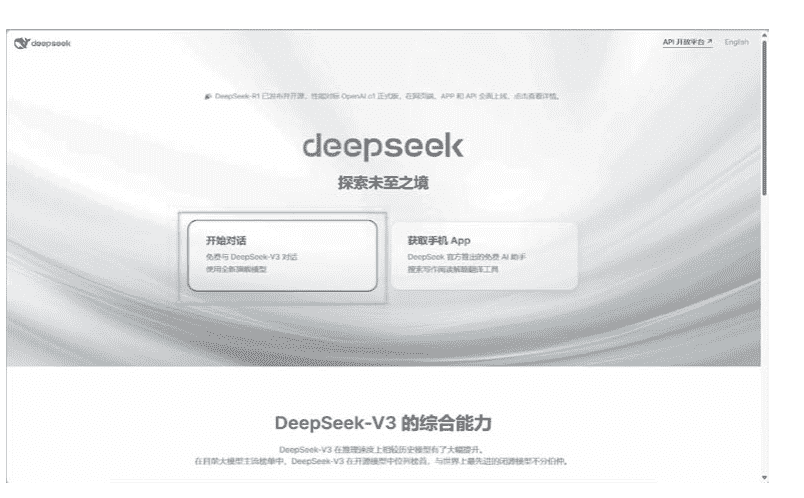 deepseek
API 开放平台↗ English
DeepSeek-R1 已发布并开源，性能对标 OpenAI o1 正式版，在网页端、APP 和 API 全面上线，点击查看详情。
deepseek
探索未至之境
开始对话
免费与 DeepSeek-V3 对话
使用全新旗舰模型
获取手机 App
DeepSeek 官方推出的免费 AI 助手
搜索写作阅读解题翻译工具
DeepSeek-V3 的综合能力
DeepSeek-V3 在推理速度上相较历史模型有了大幅提升。
在目前大模型主流榜单中，DeepSeek-V3 在开源模型中位列榜首，与世界上最先进的闭源模型不分伯仲。